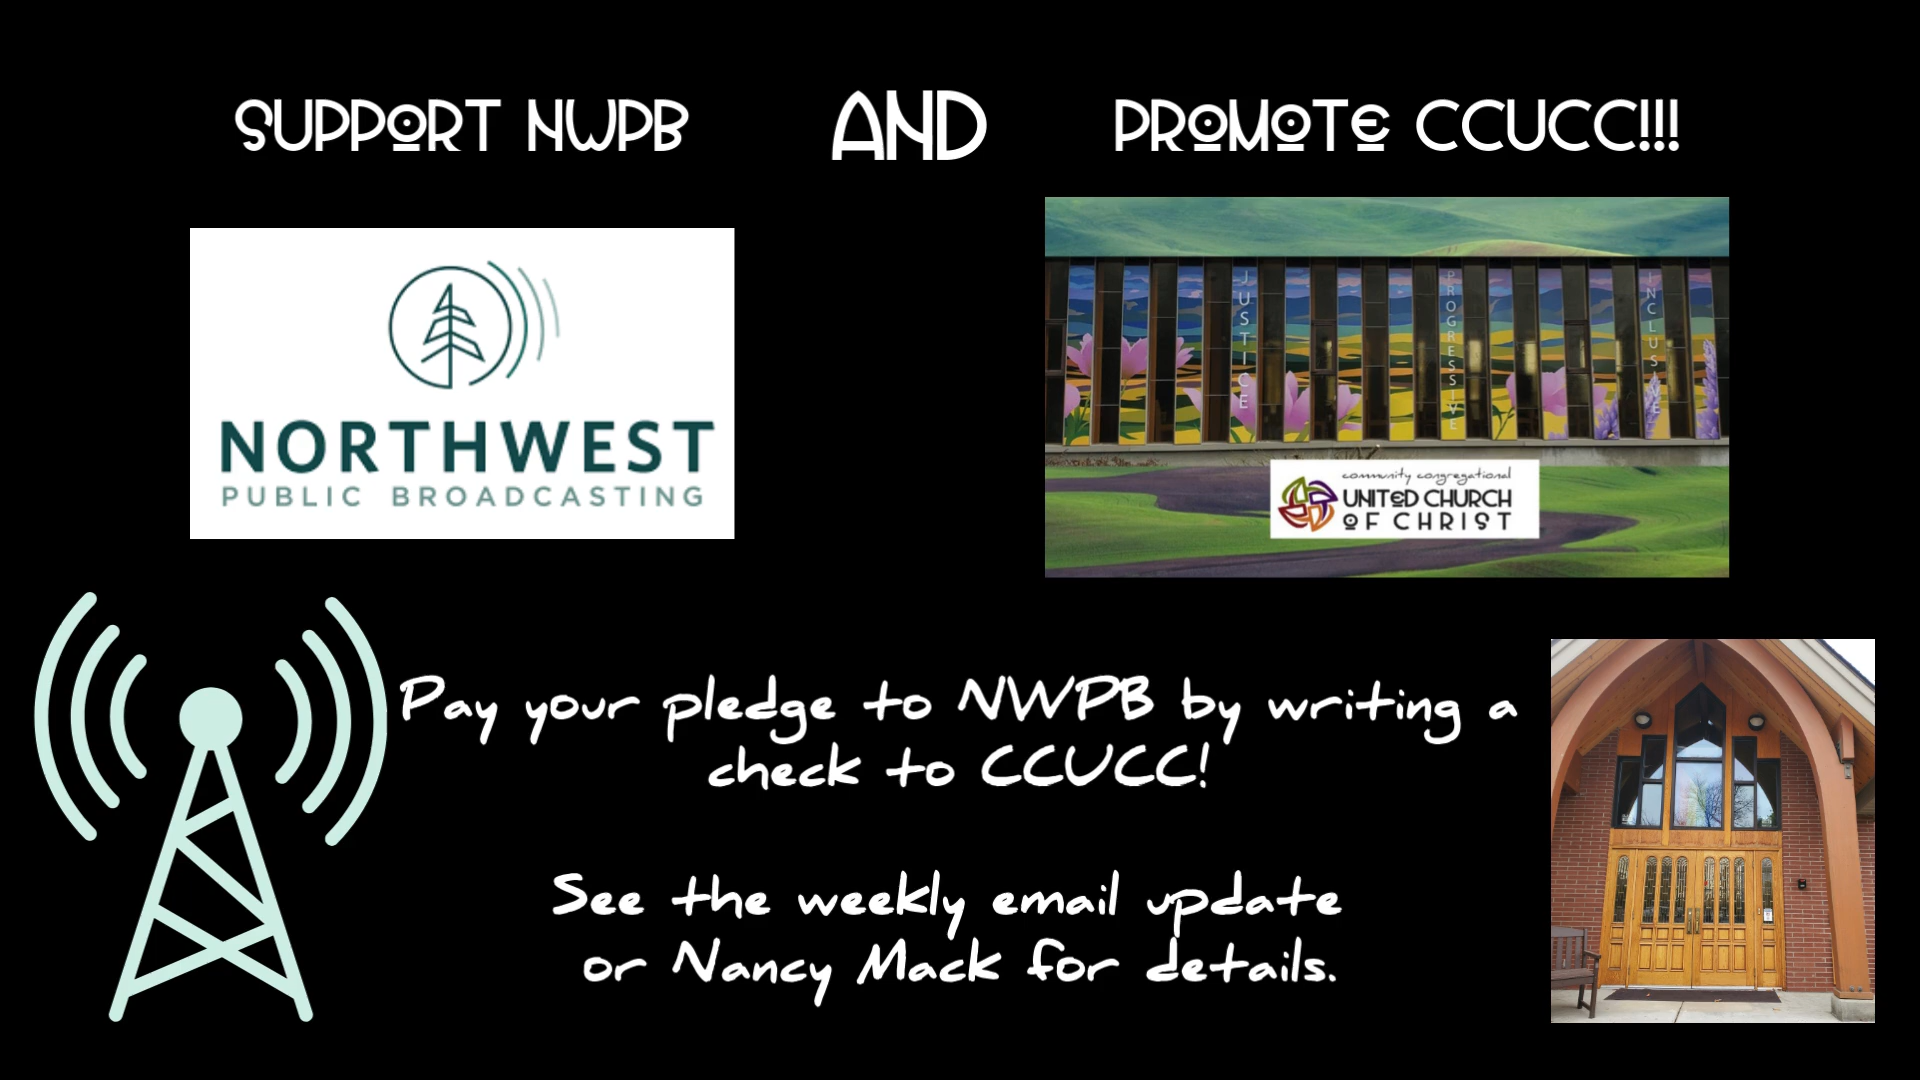 SUPPORT NWPB
AND
PROMOTE CCUCC!!!
NORTHWEST
PUBLIC BROADCASTING
JUSTICE
PROGRESSIVE
INCLUSIVE
community congregational
UNITED CHURCH
OF CHRIST
Pay your pledge to NWPB by writing a
check to CCUCC!
See the weekly email update
or Nancy Mack for details.